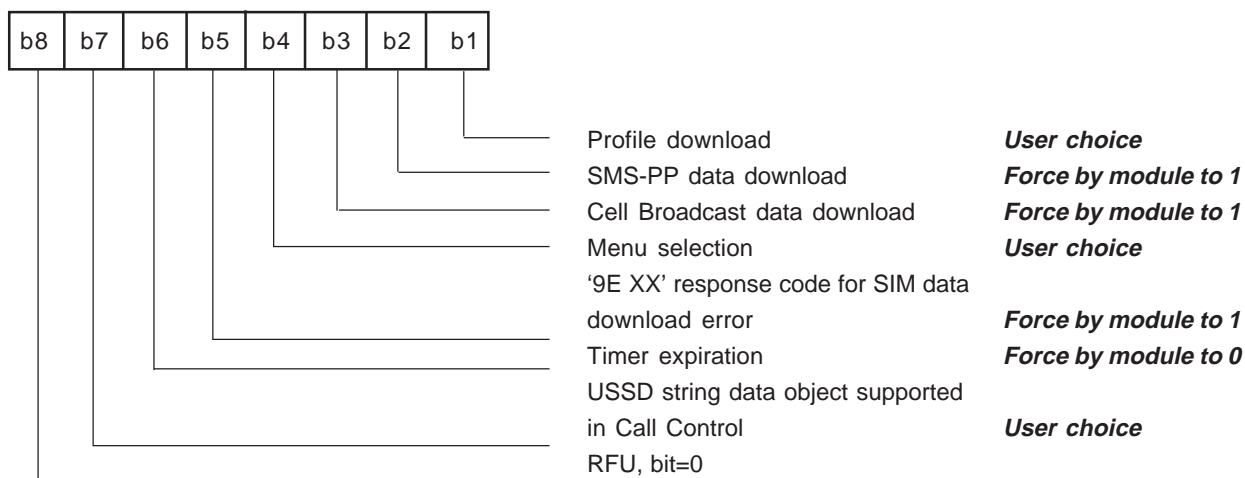 b8 b7 b6 b5 b4 b3 b2 b1
Profile download User choice
SMS-PP data download Force by module to 1
Cell Broadcast data download Force by module to 1
Menu selection User choice
‘9E XX’ response code for SIM data
download error Force by module to 1
Timer expiration Force by module to 0
USSD string data object supported
in Call Control User choice
RFU, bit=0